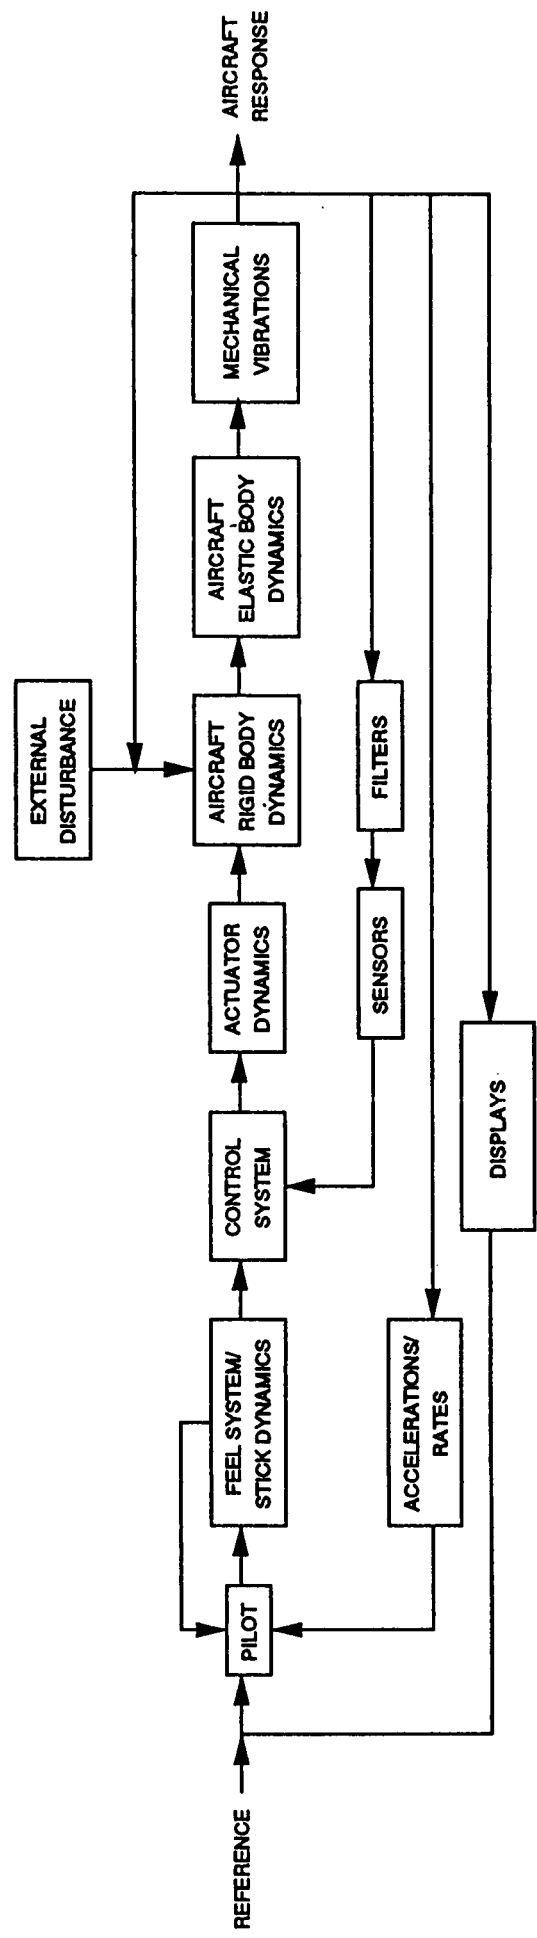 REFERENCE
PILOT
FEEL SYSTEM/
STICK DYNAMICS
CONTROL
SYSTEM
ACTUATOR
DYNAMICS
EXTERNAL
DISTURBANCE
AIRCRAFT
RIGID BODY
DYNAMICS
AIRCRAFT
ELASTIC BODY
DYNAMICS
MECHANICAL
VIBRATIONS
AIRCRAFT
RESPONSE
SENSORS
FILTERS
ACCELERATIONS/
RATES
DISPLAYS